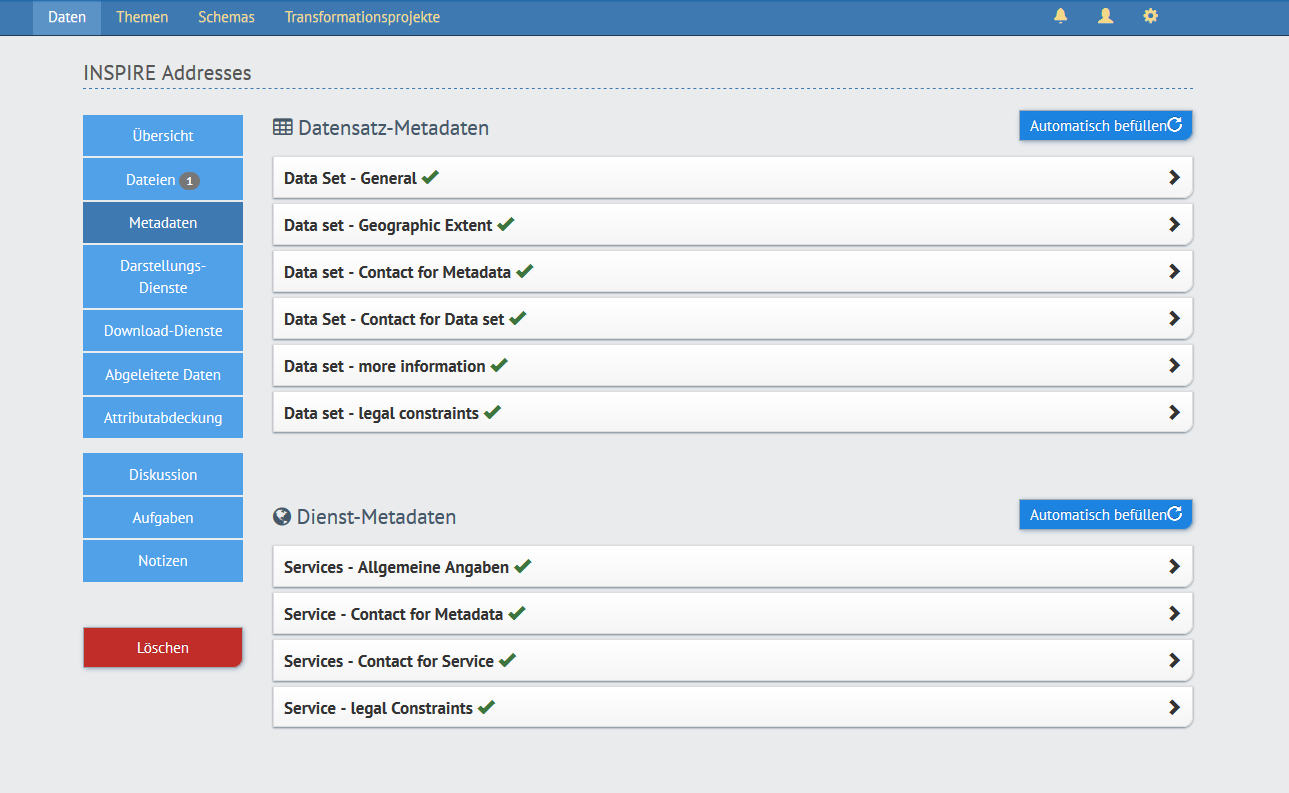 Daten Themen Schemas Transformationsprojekte
INSPIRE Addresses
Übersicht
Dateien 1
Metadaten
Darstellungs-
Dienste
Download-Dienste
Abgeleitete Daten
Attributabdeckung
Diskussion
Aufgaben
Notizen
Löschen
Datensatz-Metadaten
Automatisch befüllen
Data Set - General
Data set - Geographic Extent
Data set - Contact for Metadata
Data Set - Contact for Data set
Data set - more information
Data set - legal constraints
Dienst-Metadaten
Automatisch befüllen
Services - Allgemeine Angaben
Service - Contact for Metadata
Services - Contact for Service
Service - legal Constraints